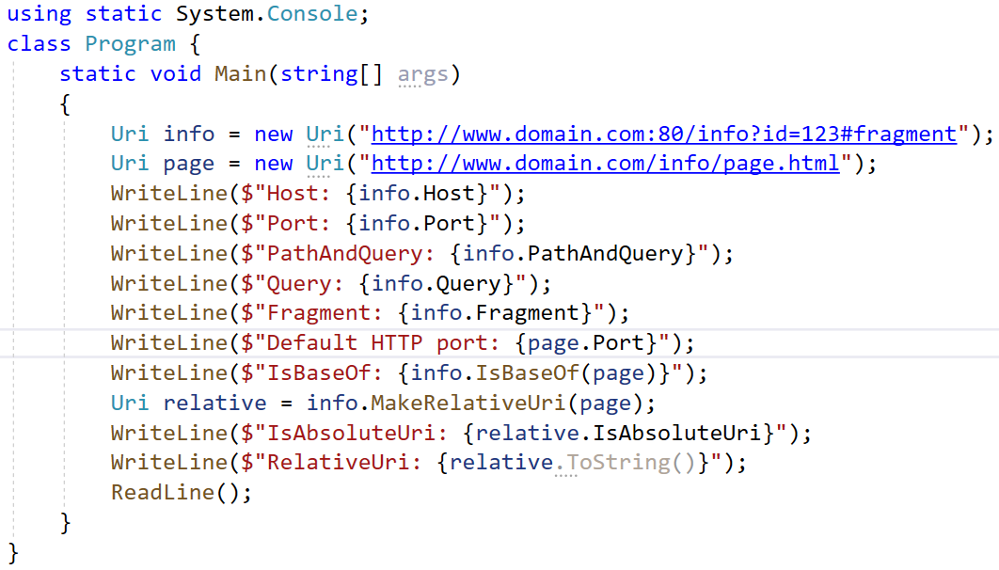 using static System.Console;
class Program {
    static void Main(string[] args)
    {
        Uri info = new Uri("http://www.domain.com:80/info?id=123#fragment");
        Uri page = new Uri("http://www.domain.com/info/page.html");
        WriteLine($"Host: {info.Host}");
        WriteLine($"Port: {info.Port}");
        WriteLine($"PathAndQuery: {info.PathAndQuery}");
        WriteLine($"Query: {info.Query}");
        WriteLine($"Fragment: {info.Fragment}");
        WriteLine($"Default HTTP port: {page.Port}");
        WriteLine($"IsBaseOf: {info.IsBaseOf(page)}");
        Uri relative = info.MakeRelativeUri(page);
        WriteLine($"IsAbsoluteUri: {relative.IsAbsoluteUri}");
        WriteLine($"RelativeUri: {relative.ToString()}");
        ReadLine();
    }
}